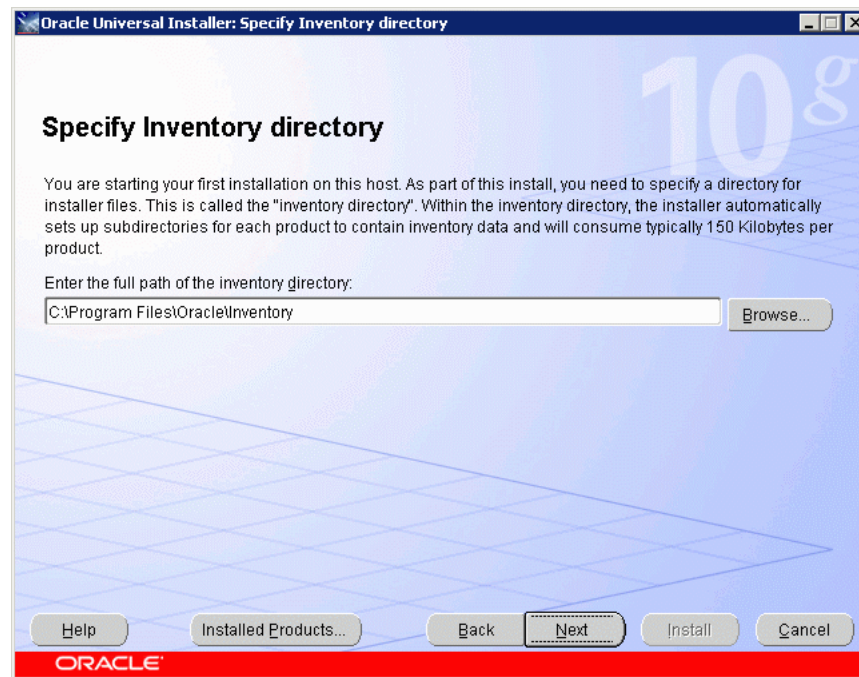 Oracle Universal Installer: Specify Inventory directory
10g
Specify Inventory directory
You are starting your first installation on this host. As part of this install, you need to specify a directory for
installer files. This is called the "inventory directory". Within the inventory directory, the installer automatically
sets up subdirectories for each product to contain inventory data and will consume typically 150 Kilobytes per
product.
Enter the full path of the inventory directory:
C:\Program Files\Oracle\Inventory
Browse...
Help
Installed Products...
Back
Next
Install
Cancel
ORACLE